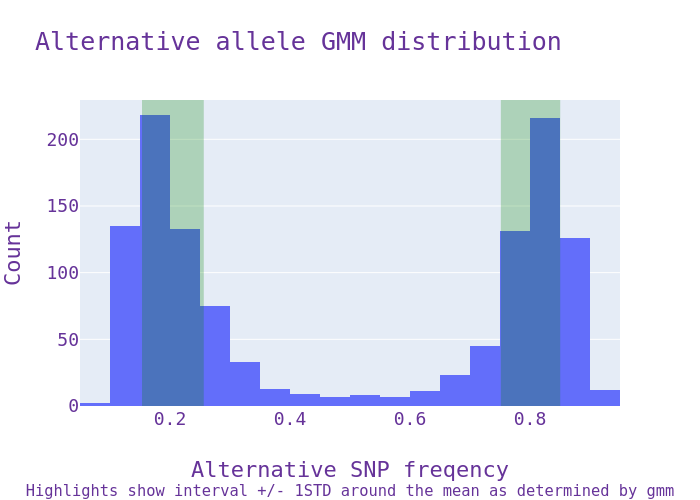 Alternative allele GMM distribution
200
150
100
50
0
Count
0.2 0.4 0.6 0.8
Alternative SNP freqency
Highlights show interval +/- 1STD around the mean as determined by gmm